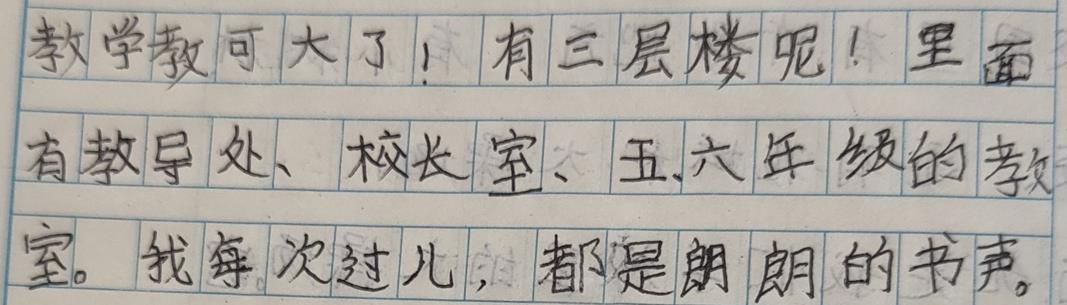 教学教可大了！有三层楼呢！里面
有教导处、校长室、五、六年级的教
室。我每次过儿，都是朗朗的书声。